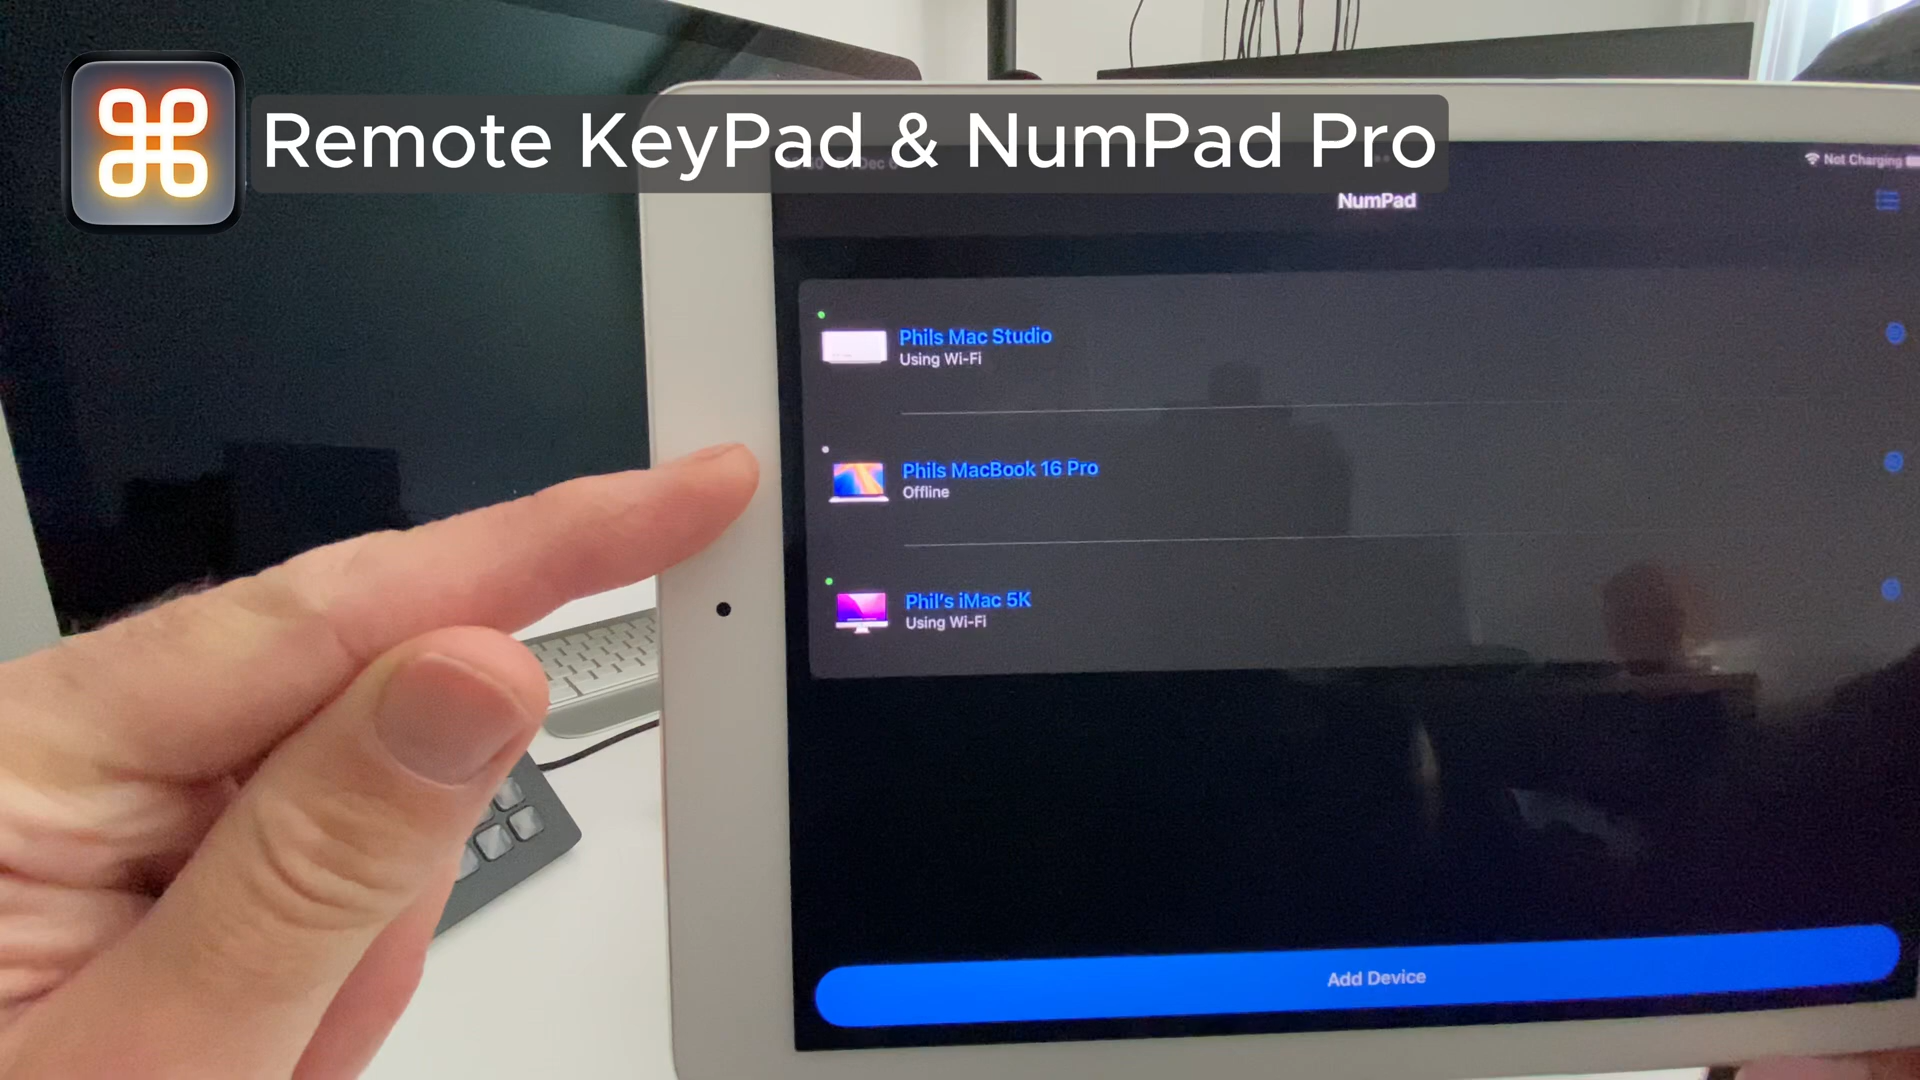 Remote KeyPad & NumPad Pro
Not Charging
NumPad
Phils Mac Studio
Using Wi-Fi
Phils MacBook 16 Pro
Offline
Phil's iMac 5K
Using Wi-Fi
Add Device